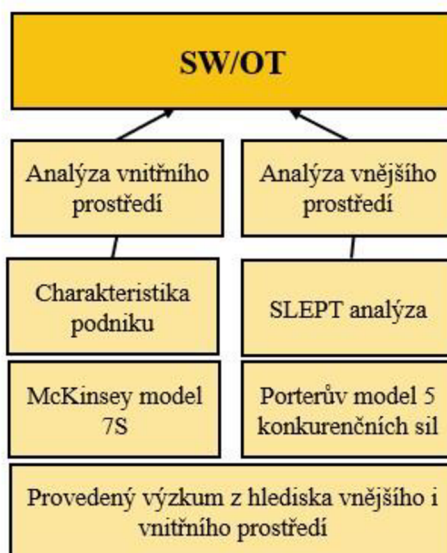 SW/OT
Analýza vnitřního
prostředí
Analýza vnějšího
prostředí
Charakteristika
podniku
SLEPT analýza
McKinsey model
7S
Porterův model 5
konkurenčních sil
Provedený výzkum z hlediska vnějšího i
vnitřního prostředí